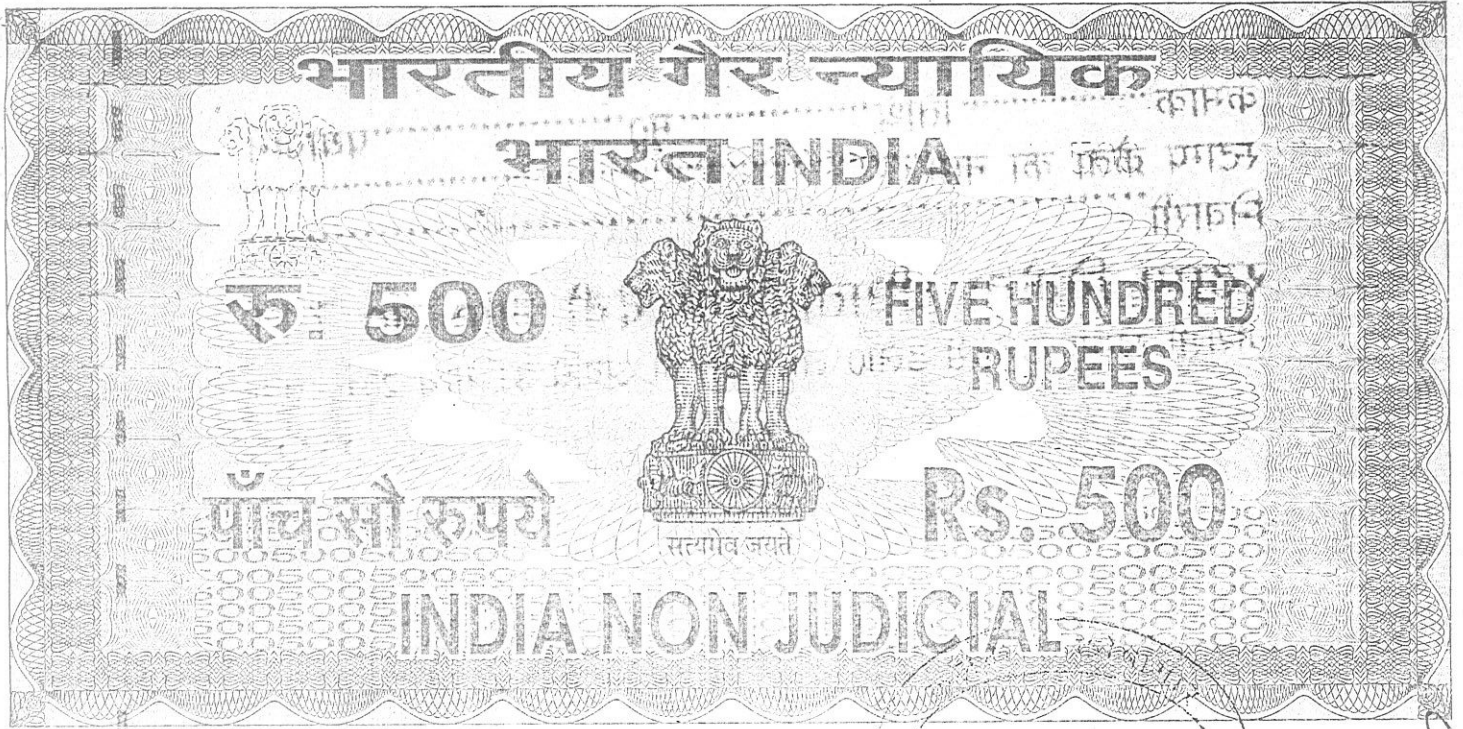 भारतीय गैर न्यायिक
भारत INDIA
रु. 500
FIVE HUNDRED
RUPEES
पाँच सौ रुपये
Rs. 500
सत्यमेव जयते
INDIA NON JUDICIAL